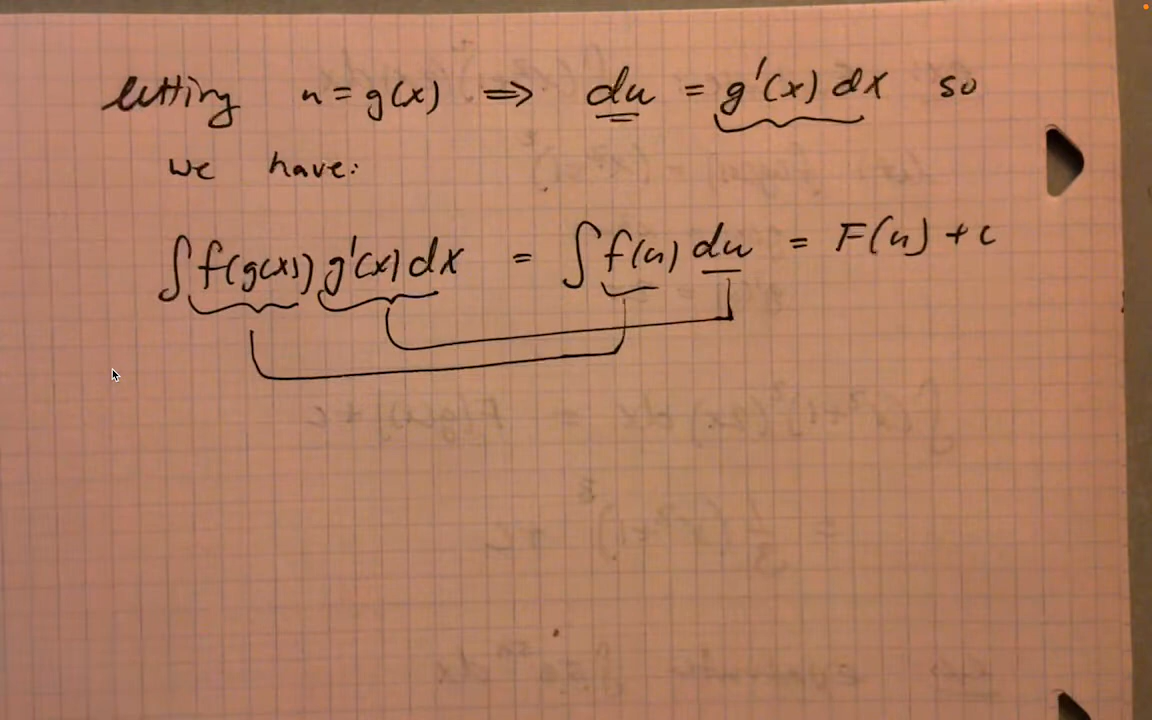 letting u = g(x) ⇒ du = g'(x) dx so
we have:
∫ f(g(x)) g'(x) dx = ∫ f(u) du = F(u) + c